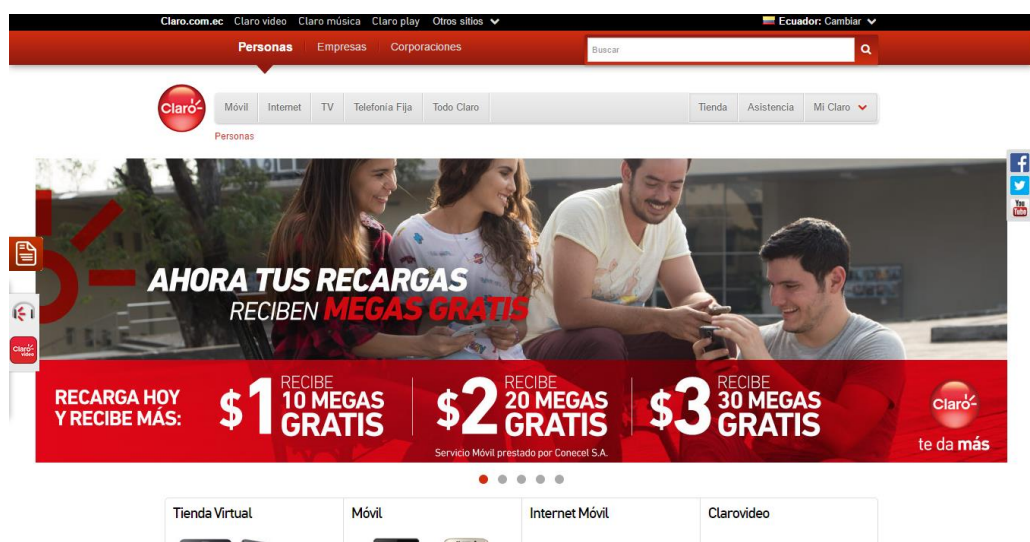 Claro.com.ec Claro video Claro música Claro play Otros sitios
Ecuador: Cambiar
Personas Empresas Corporaciones
Buscar
Claro
Móvil Internet TV Telefonía Fija Todo Claro
Tienda Asistencia Mi Claro
Personas
You
Tube
AHORA TUS RECARGAS
RECIBEN MEGAS GRATIS
Claro
video
RECARGA HOY
Y RECIBE MÁS:
$1 RECIBE
10 MEGAS
GRATIS
$2 RECIBE
20 MEGAS
GRATIS
$3 RECIBE
30 MEGAS
GRATIS
Claro
te da más
Servicio Móvil prestado por Conecel S.A.
Tienda Virtual
Móvil
Internet Móvil
Clarovideo